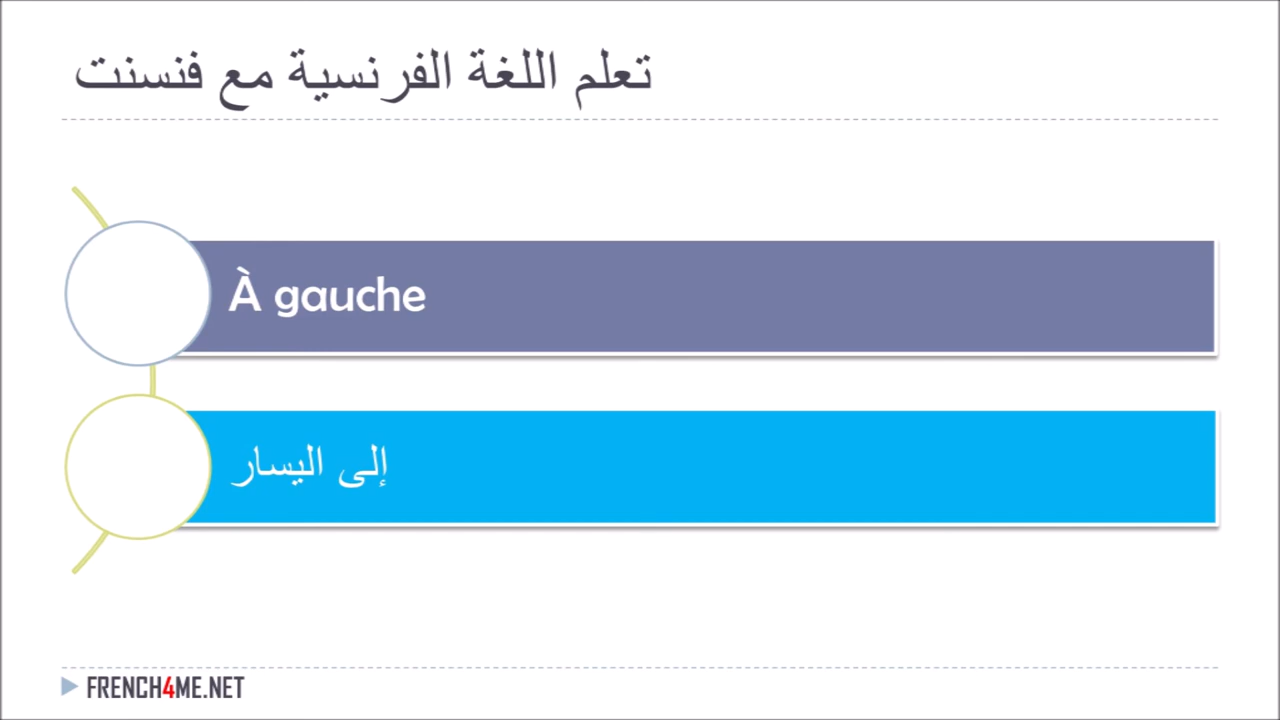 تعلم اللغة الفرنسية مع فنسنت
À gauche
إلى اليسار
FRENCH4ME.NET